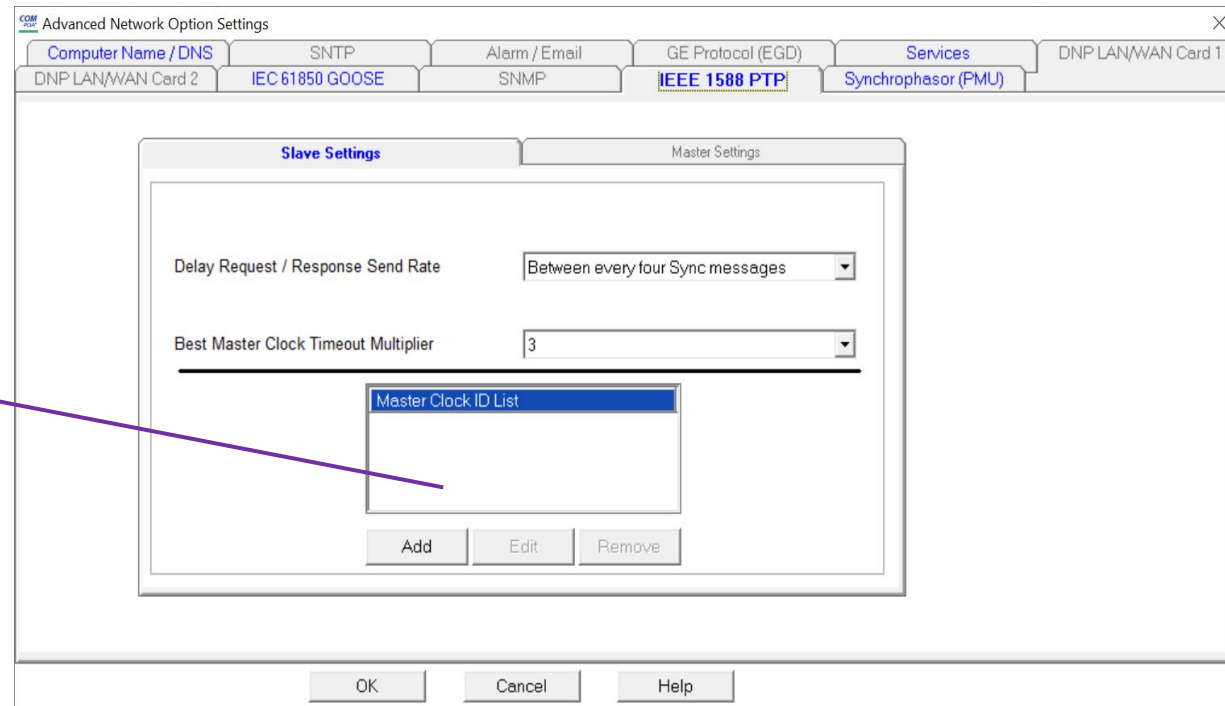 COM
Advanced Network Option Settings
Computer Name / DNS SNTP Alarm / Email GE Protocol (EGD) Services DNP LAN/WAN Card 1
DNP LAN/WAN Card 2 IEC 61850 GOOSE SNMP IEEE 1588 PTP Synchrophasor (PMU)
Slave Settings Master Settings
Delay Request / Response Send Rate Between every four Sync messages
Best Master Clock Timeout Multiplier 3
Master Clock ID List
Add Edit Remove
OK Cancel Help